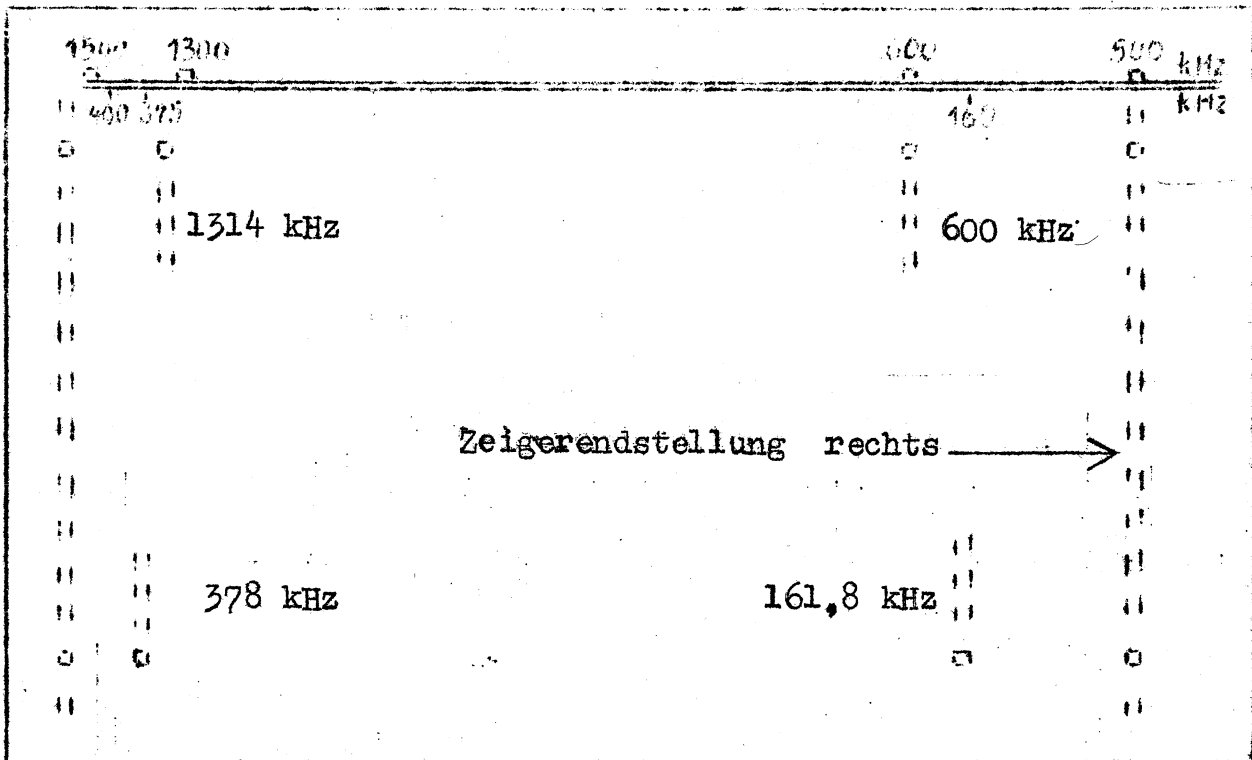 1500 1300 600 500 kHz
400 375 160 kHz
1314 kHz 600 kHz
Zeigerendstellung rechts
378 kHz 161,8 kHz